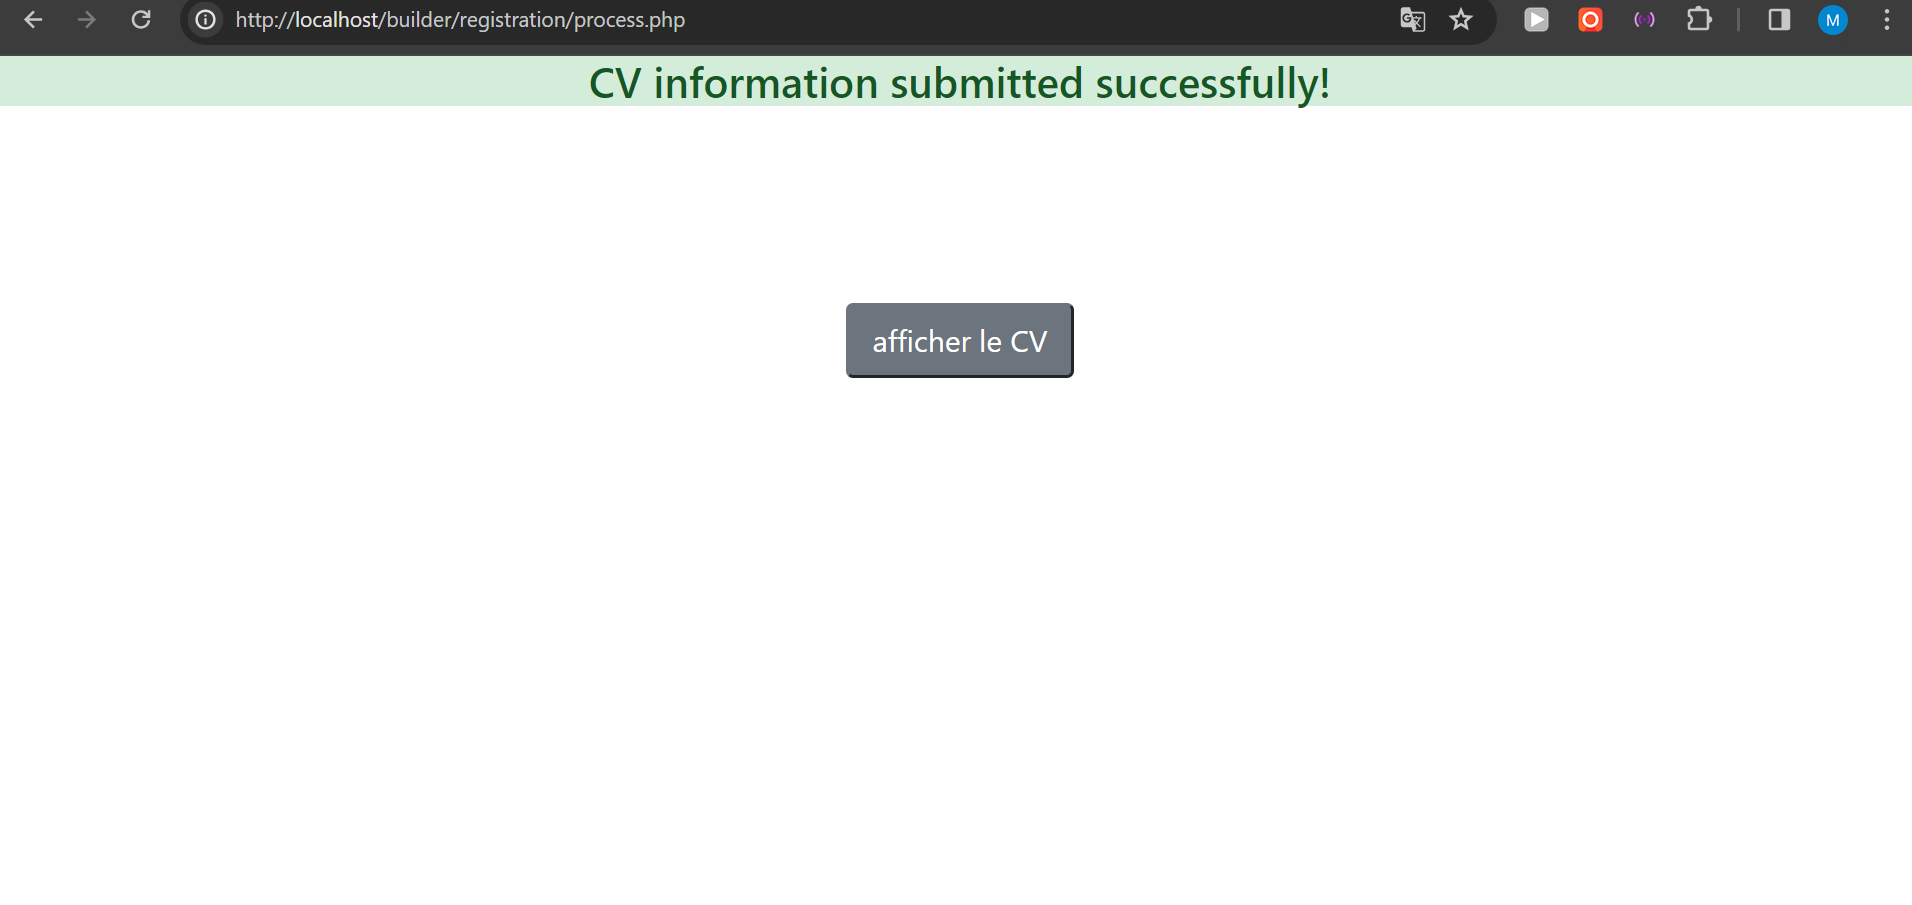 http://localhost/builder/registration/process.php
M
CV information submitted successfully!
afficher le CV